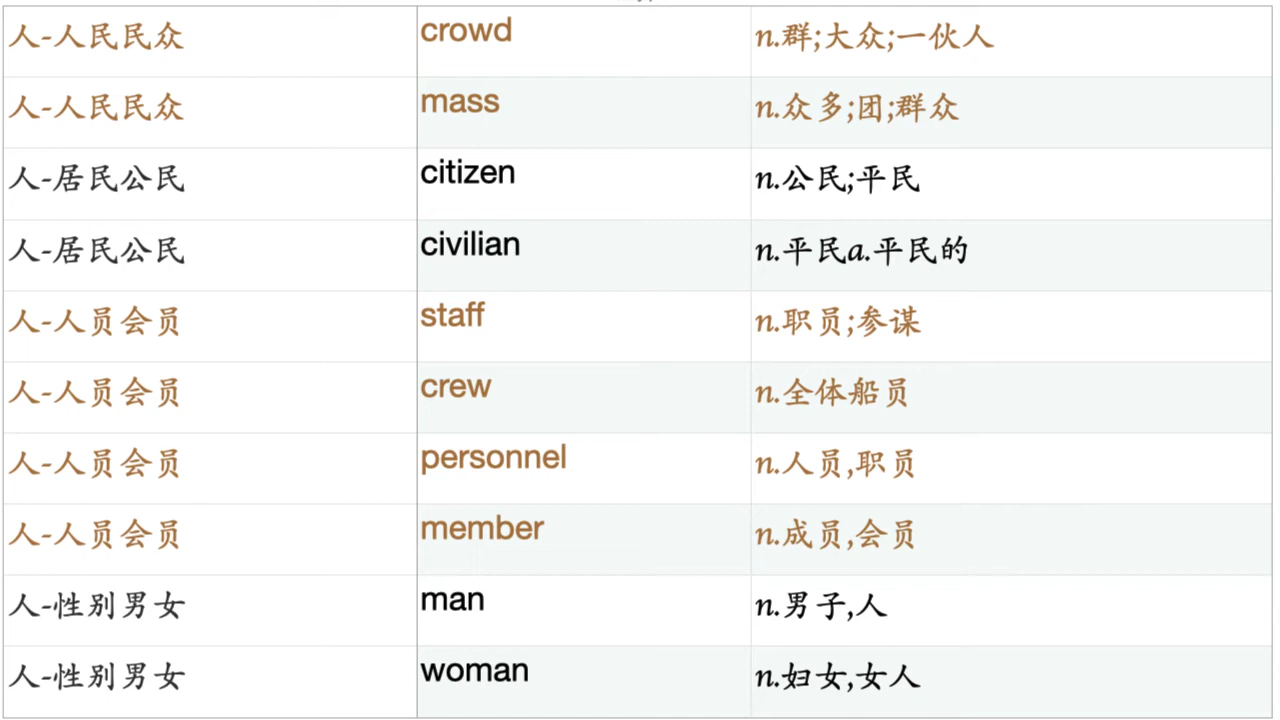 人-人民民众 crowd n.群;大众;一伙人
人-人民民众 mass n.众多;团;群众
人-居民公民 citizen n.公民;平民
人-居民公民 civilian n.平民a.平民的
人-人员会员 staff n.职员;参谋
人-人员会员 crew n.全体船员
人-人员会员 personnel n.人员,职员
人-人员会员 member n.成员,会员
人-性别男女 man n.男子,人
人-性别男女 woman n.妇女,女人